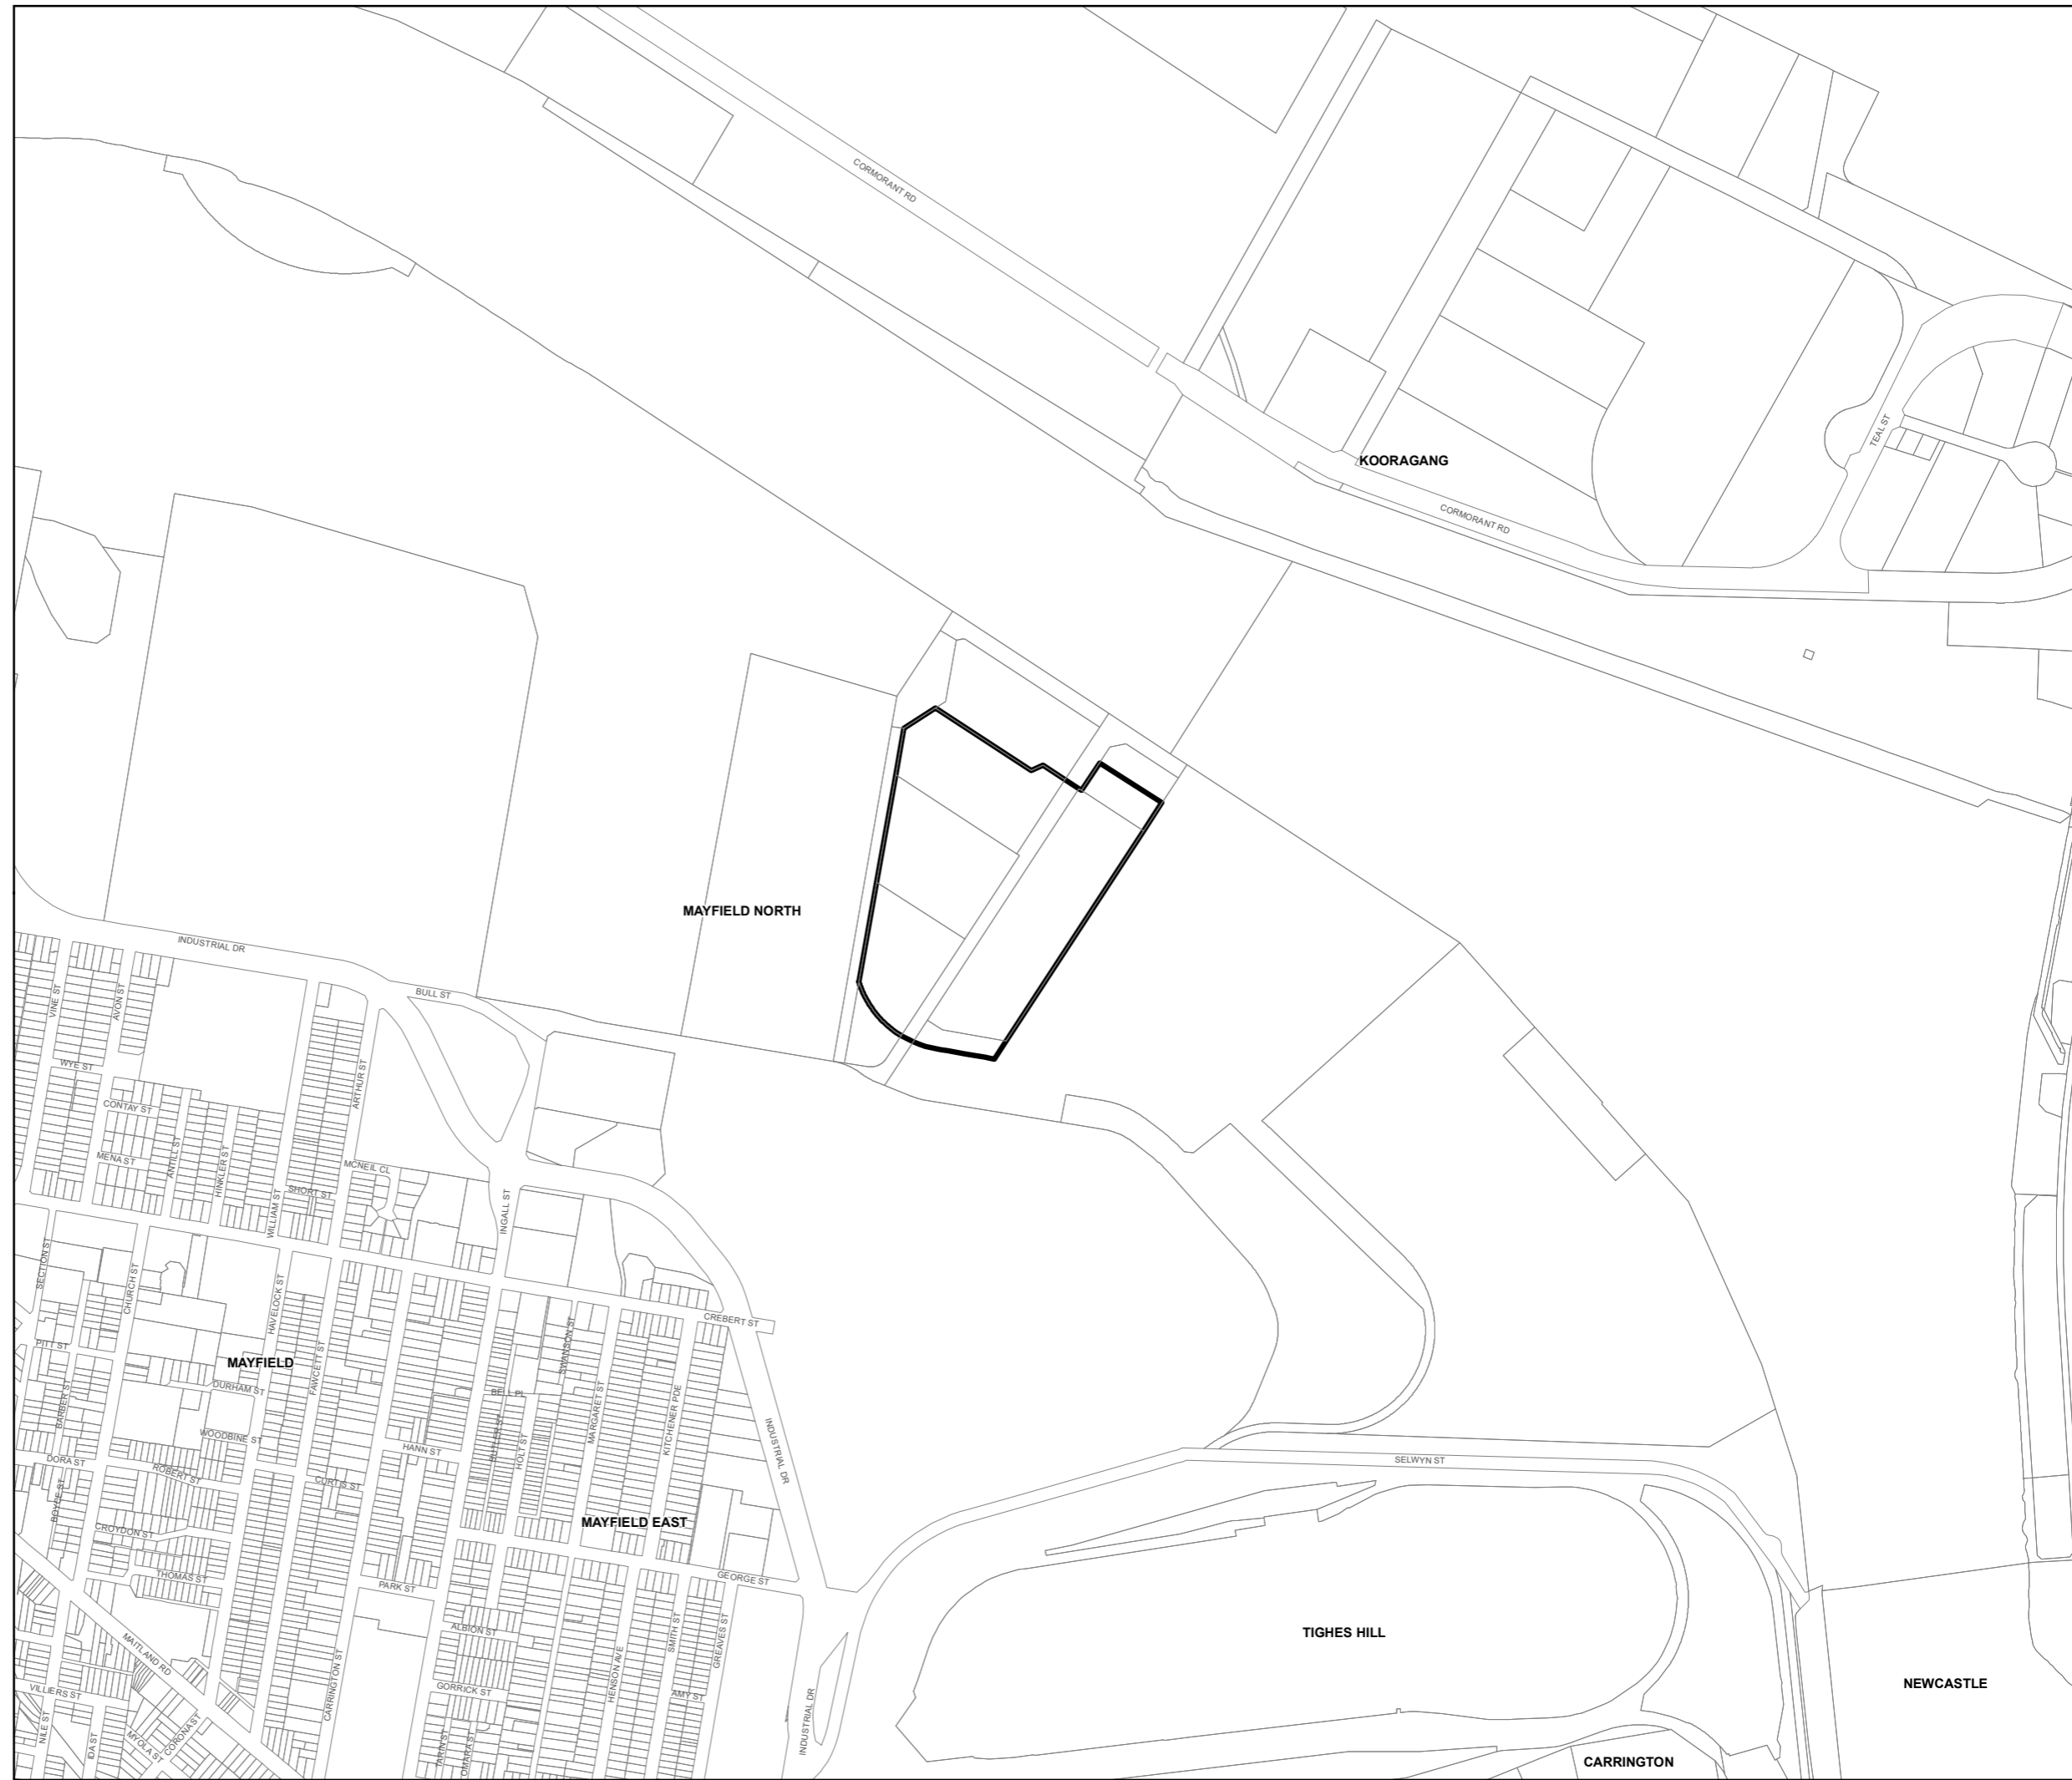 CORMORANT RD
TEAL ST
KOORAGANG
CORMORANT RD
MAYFIELD NORTH
INDUSTRIAL DR
BULL ST
VINE ST
AVON ST
WYE ST
ARTHUR ST
CONTAY ST
MENA ST
ANTILL ST
HINKLER ST
MCNEIL CL
SHORT ST
WILLIAM ST
INGALL ST
SECTION ST
CHURCH ST
HAVELOCK ST
CREBERT ST
PITT ST
MAYFIELD
FAWCETT ST
SWANSON ST
DURHAM ST
BARBER ST
BELL PL
MARGARET ST
KITCHENER PDE
WOODBINE ST
HANN ST
HOLT ST
INDUSTRIAL DR
DORA ST
ROBERT ST
CURTIS ST
SELWYN ST
BOYCE ST
CROYDON ST
MAYFIELD EAST
THOMAS ST
PARK ST
GEORGE ST
ALBION ST
SMITH ST
GREAVES ST
TIGHES HILL
MAITLAND RD
CARRINGTON ST
HENSON AVE
VILLIERS ST
GORRICK ST
AMY ST
NEWCASTLE
NILE ST
IDA ST
MYOLA ST
CORONA ST
TARIN ST
OMARA ST
INDUSTRIAL DR
CARRINGTON